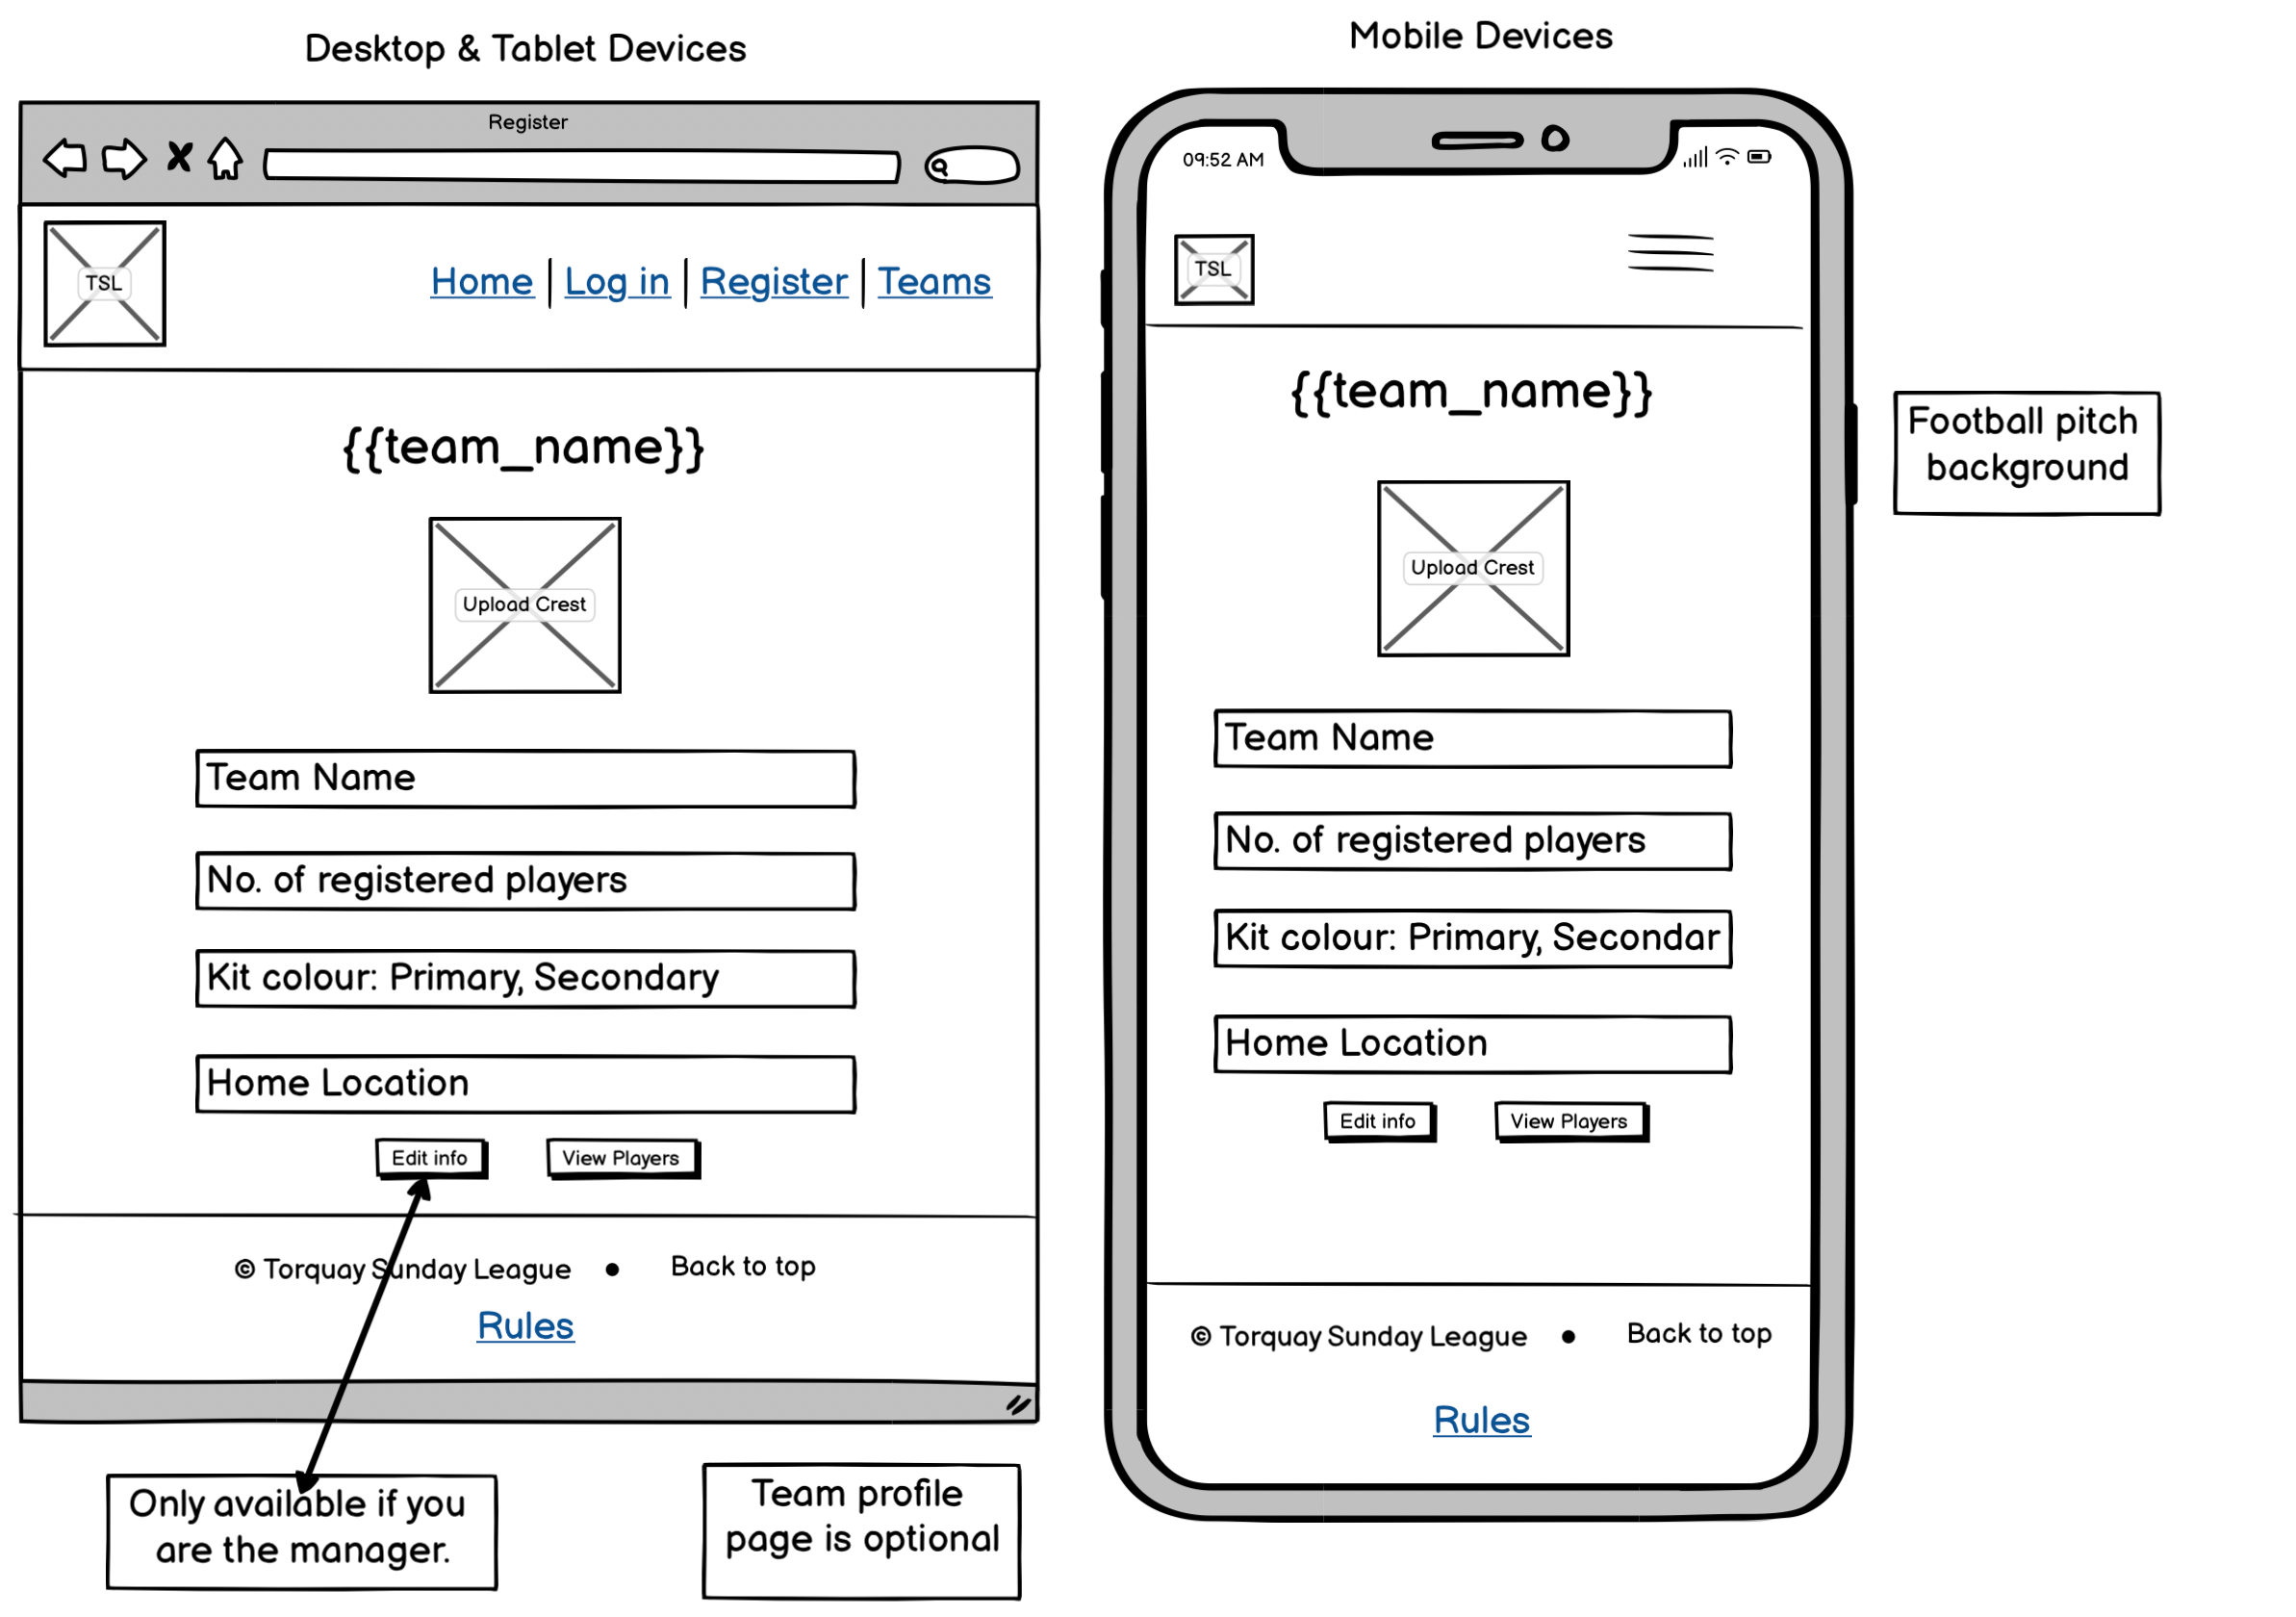 Desktop & Tablet Devices
Register
TSL
Home | Log in | Register | Teams
{{team_name}}
Upload Crest
Team Name
No. of registered players
Kit colour: Primary, Secondary
Home Location
Edit info
View Players
© Torquay Sunday League • Back to top
Rules
Only available if you
are the manager.
Team profile
page is optional
Mobile Devices
09:52 AM
TSL
{{team_name}}
Upload Crest
Team Name
No. of registered players
Kit colour: Primary, Secondar
Home Location
Edit info
View Players
© Torquay Sunday League • Back to top
Rules
Football pitch
background